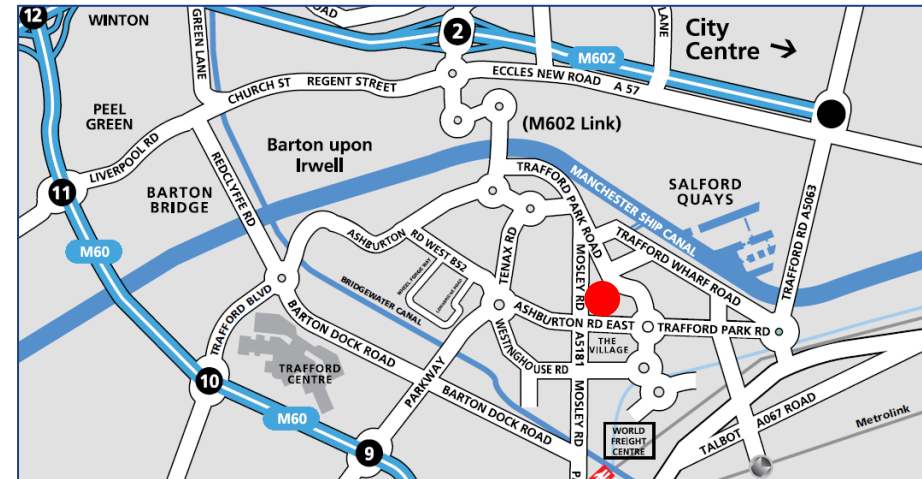 12
WINTON
GREEN LANE
2
LANE
City
Centre →
M602
ECCLES NEW ROAD A 57
CHURCH ST REGENT STREET
PEEL
GREEN
LIVERPOOL RD
(M602 Link)
Barton upon
Irwell
11
BARTON
BRIDGE
REDCLYFFE RD
TRAFFORD PARK ROAD
MANCHESTER SHIP CANAL
SALFORD
QUAYS
TRAFFORD RD A5063
M60
ASHBURTON RD WEST B52
TENAX RD
MOSLEY RD
TRAFFORD WHARF ROAD
WHEEL FORGE WAY
BRIDGEWATER CANAL
TRAFFORD BLVD
BARTON DOCK ROAD
ASHBURTON RD EAST
TRAFFORD PARK RD
A5181
THE
VILLAGE
WESTINGHOUSE RD
TRAFFORD
CENTRE
10
PARKWAY
BARTON DOCK ROAD
MOSLEY RD
M60
9
WORLD
FREIGHT
CENTRE
TALBOT A067 ROAD
Metrolink